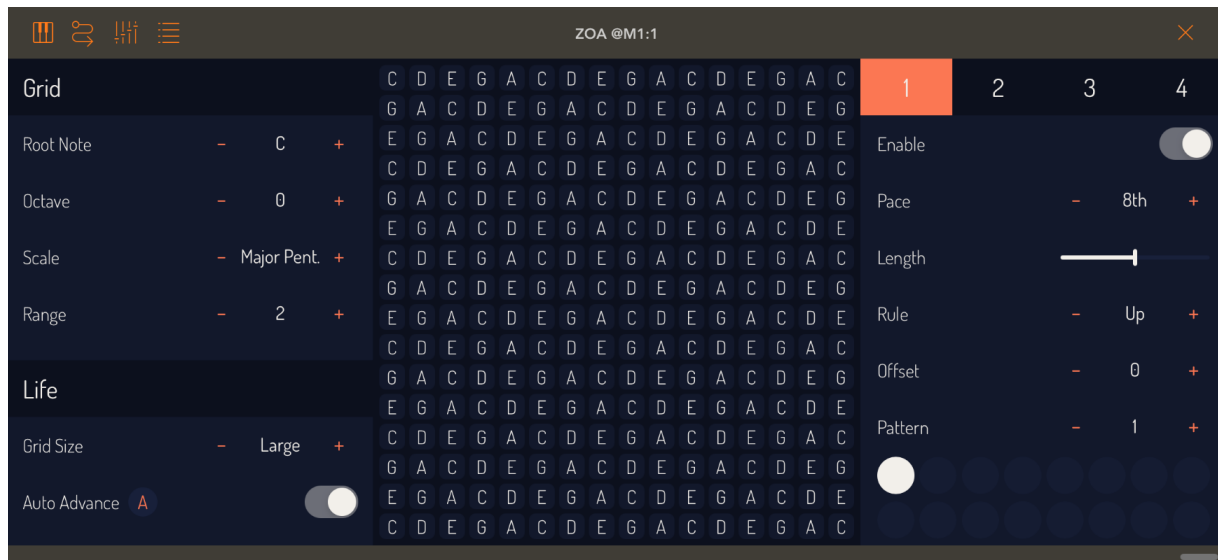 ZOA @M1:1
Grid
Root Note - C +
Octave - 0 +
Scale - Major Pent. +
Range - 2 +
Life
Grid Size - Large +
Auto Advance A
C D E G A C D E G A C D E G A C
G A C D E G A C D E G A C D E G
E G A C D E G A C D E G A C D E
C D E G A C D E G A C D E G A C
G A C D E G A C D E G A C D E G
E G A C D E G A C D E G A C D E
C D E G A C D E G A C D E G A C
G A C D E G A C D E G A C D E G
E G A C D E G A C D E G A C D E
C D E G A C D E G A C D E G A C
G A C D E G A C D E G A C D E G
E G A C D E G A C D E G A C D E
C D E G A C D E G A C D E G A C
G A C D E G A C D E G A C D E G
E G A C D E G A C D E G A C D E
C D E G A C D E G A C D E G A C
1 2 3 4
Enable
Pace - 8th +
Length
Rule - Up +
Offset - 0 +
Pattern - 1 +